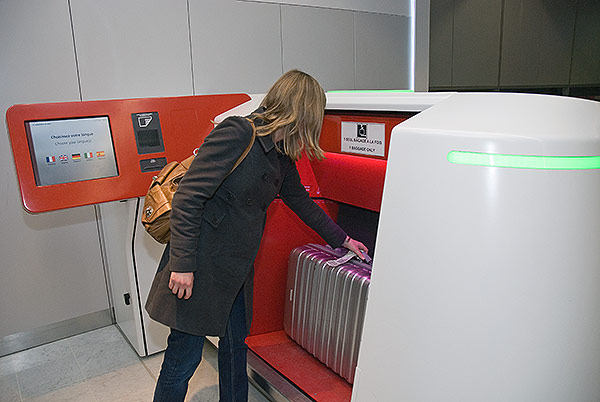 Choisissez votre langue
Choose your language
1 SEUL BAGAGE A LA FOIS
1 BAGGAGE ONLY